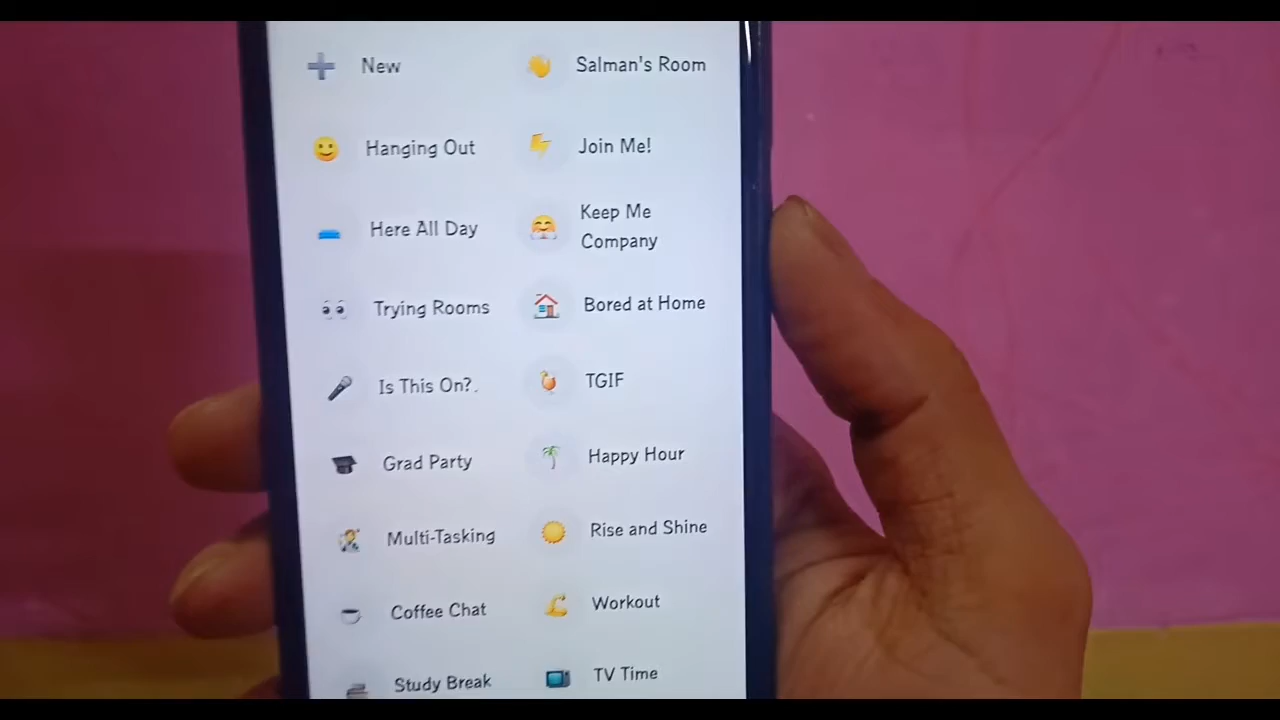 New
Salman's Room
Hanging Out
Join Me!
Here All Day
Keep Me
Company
Trying Rooms
Bored at Home
Is This On?
TGIF
Grad Party
Happy Hour
Multi-Tasking
Rise and Shine
Coffee Chat
Workout
Study Break
TV Time